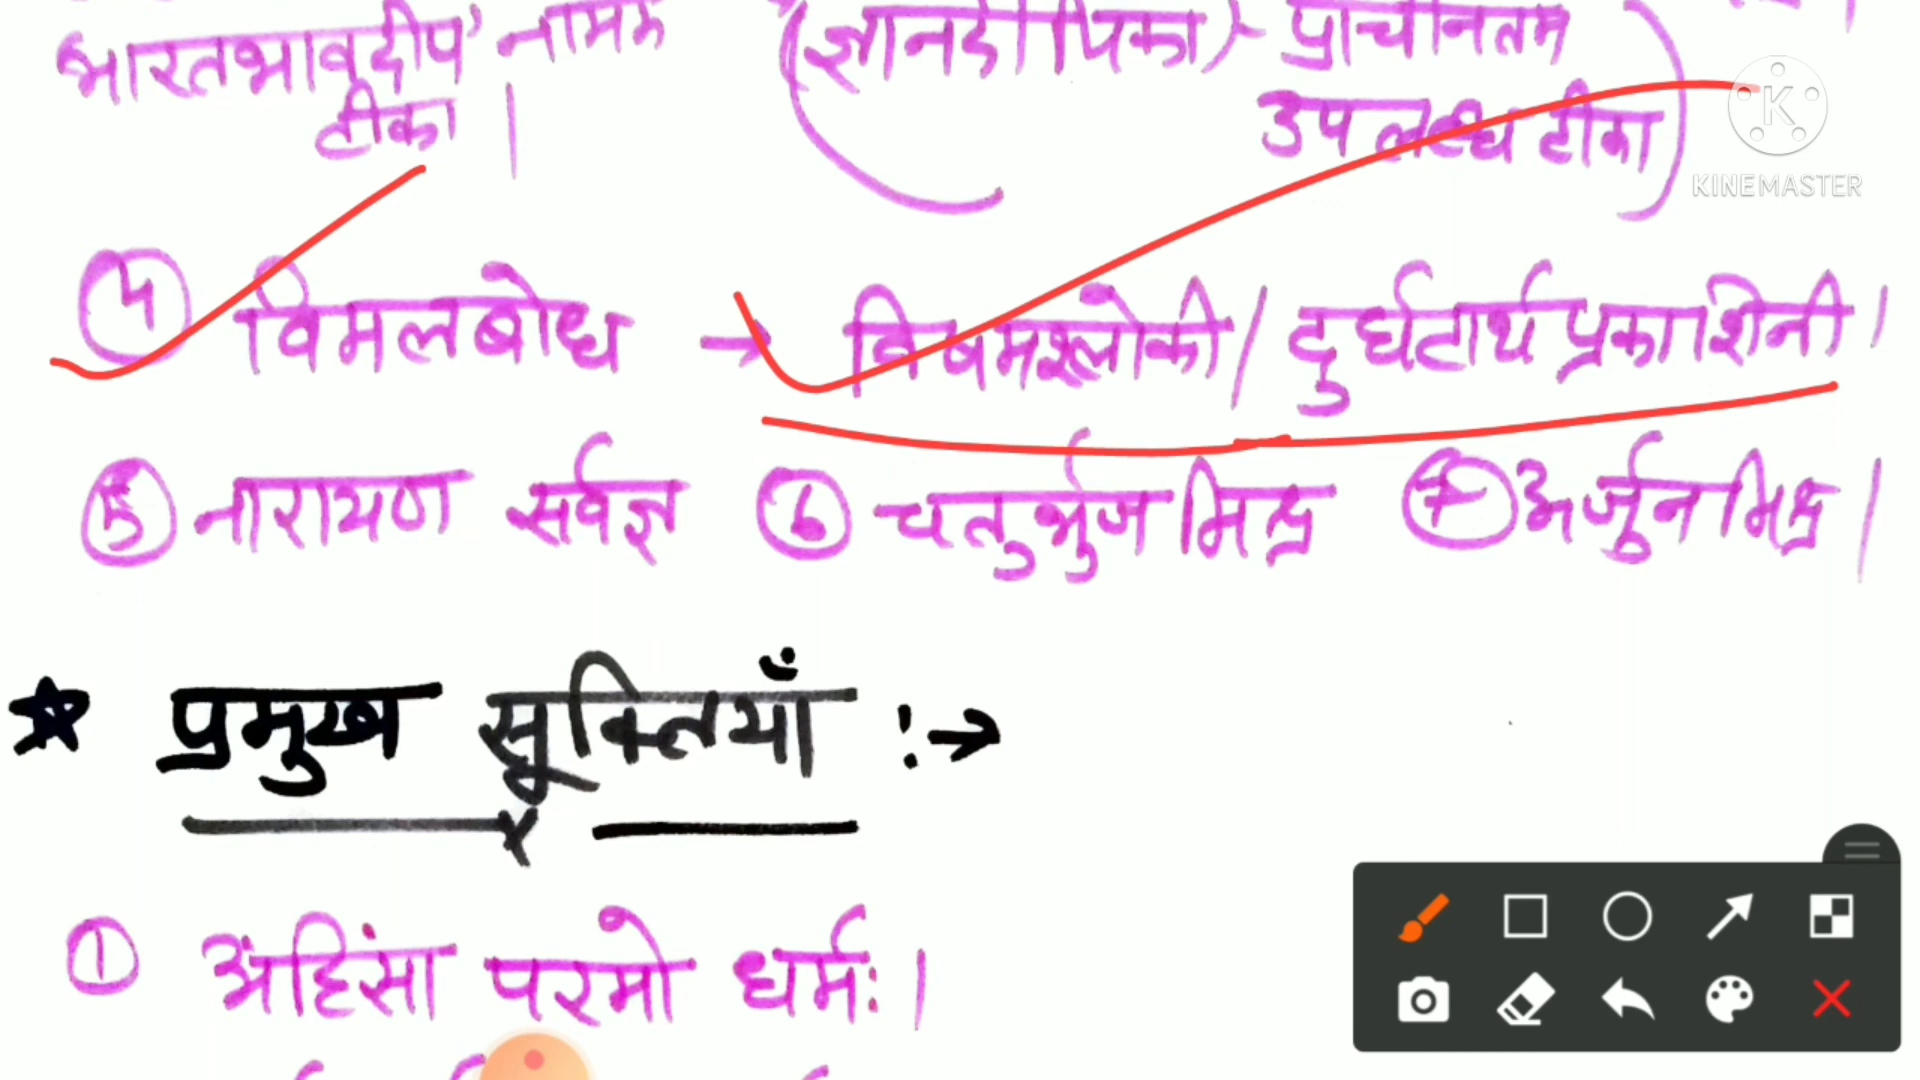 'भारतभावदीप' नामक (ज्ञानदीपिका)- प्राचीनतम
टीका | उपलब्ध टीका)
KINEMASTER
④ विमलबोध → विषमश्लोकी / दुर्घटार्थ प्रकाशिनी।
⑤ नारायण सर्वज्ञ ⑥ चतुर्भुज मिश्र ⑦ अर्जुन मिश्र |
★ प्रमुख सूक्तियाँ :→
① अहिंसा परमो धर्मः।